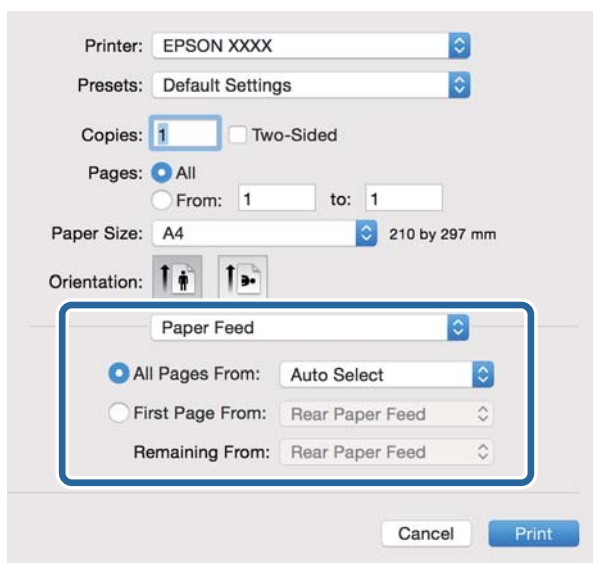 Printer: EPSON XXXX
Presets: Default Settings
Copies: 1 Two-Sided
Pages: All
From: 1 to: 1
Paper Size: A4 210 by 297 mm
Orientation:
Paper Feed
All Pages From: Auto Select
First Page From: Rear Paper Feed
Remaining From: Rear Paper Feed
Cancel Print